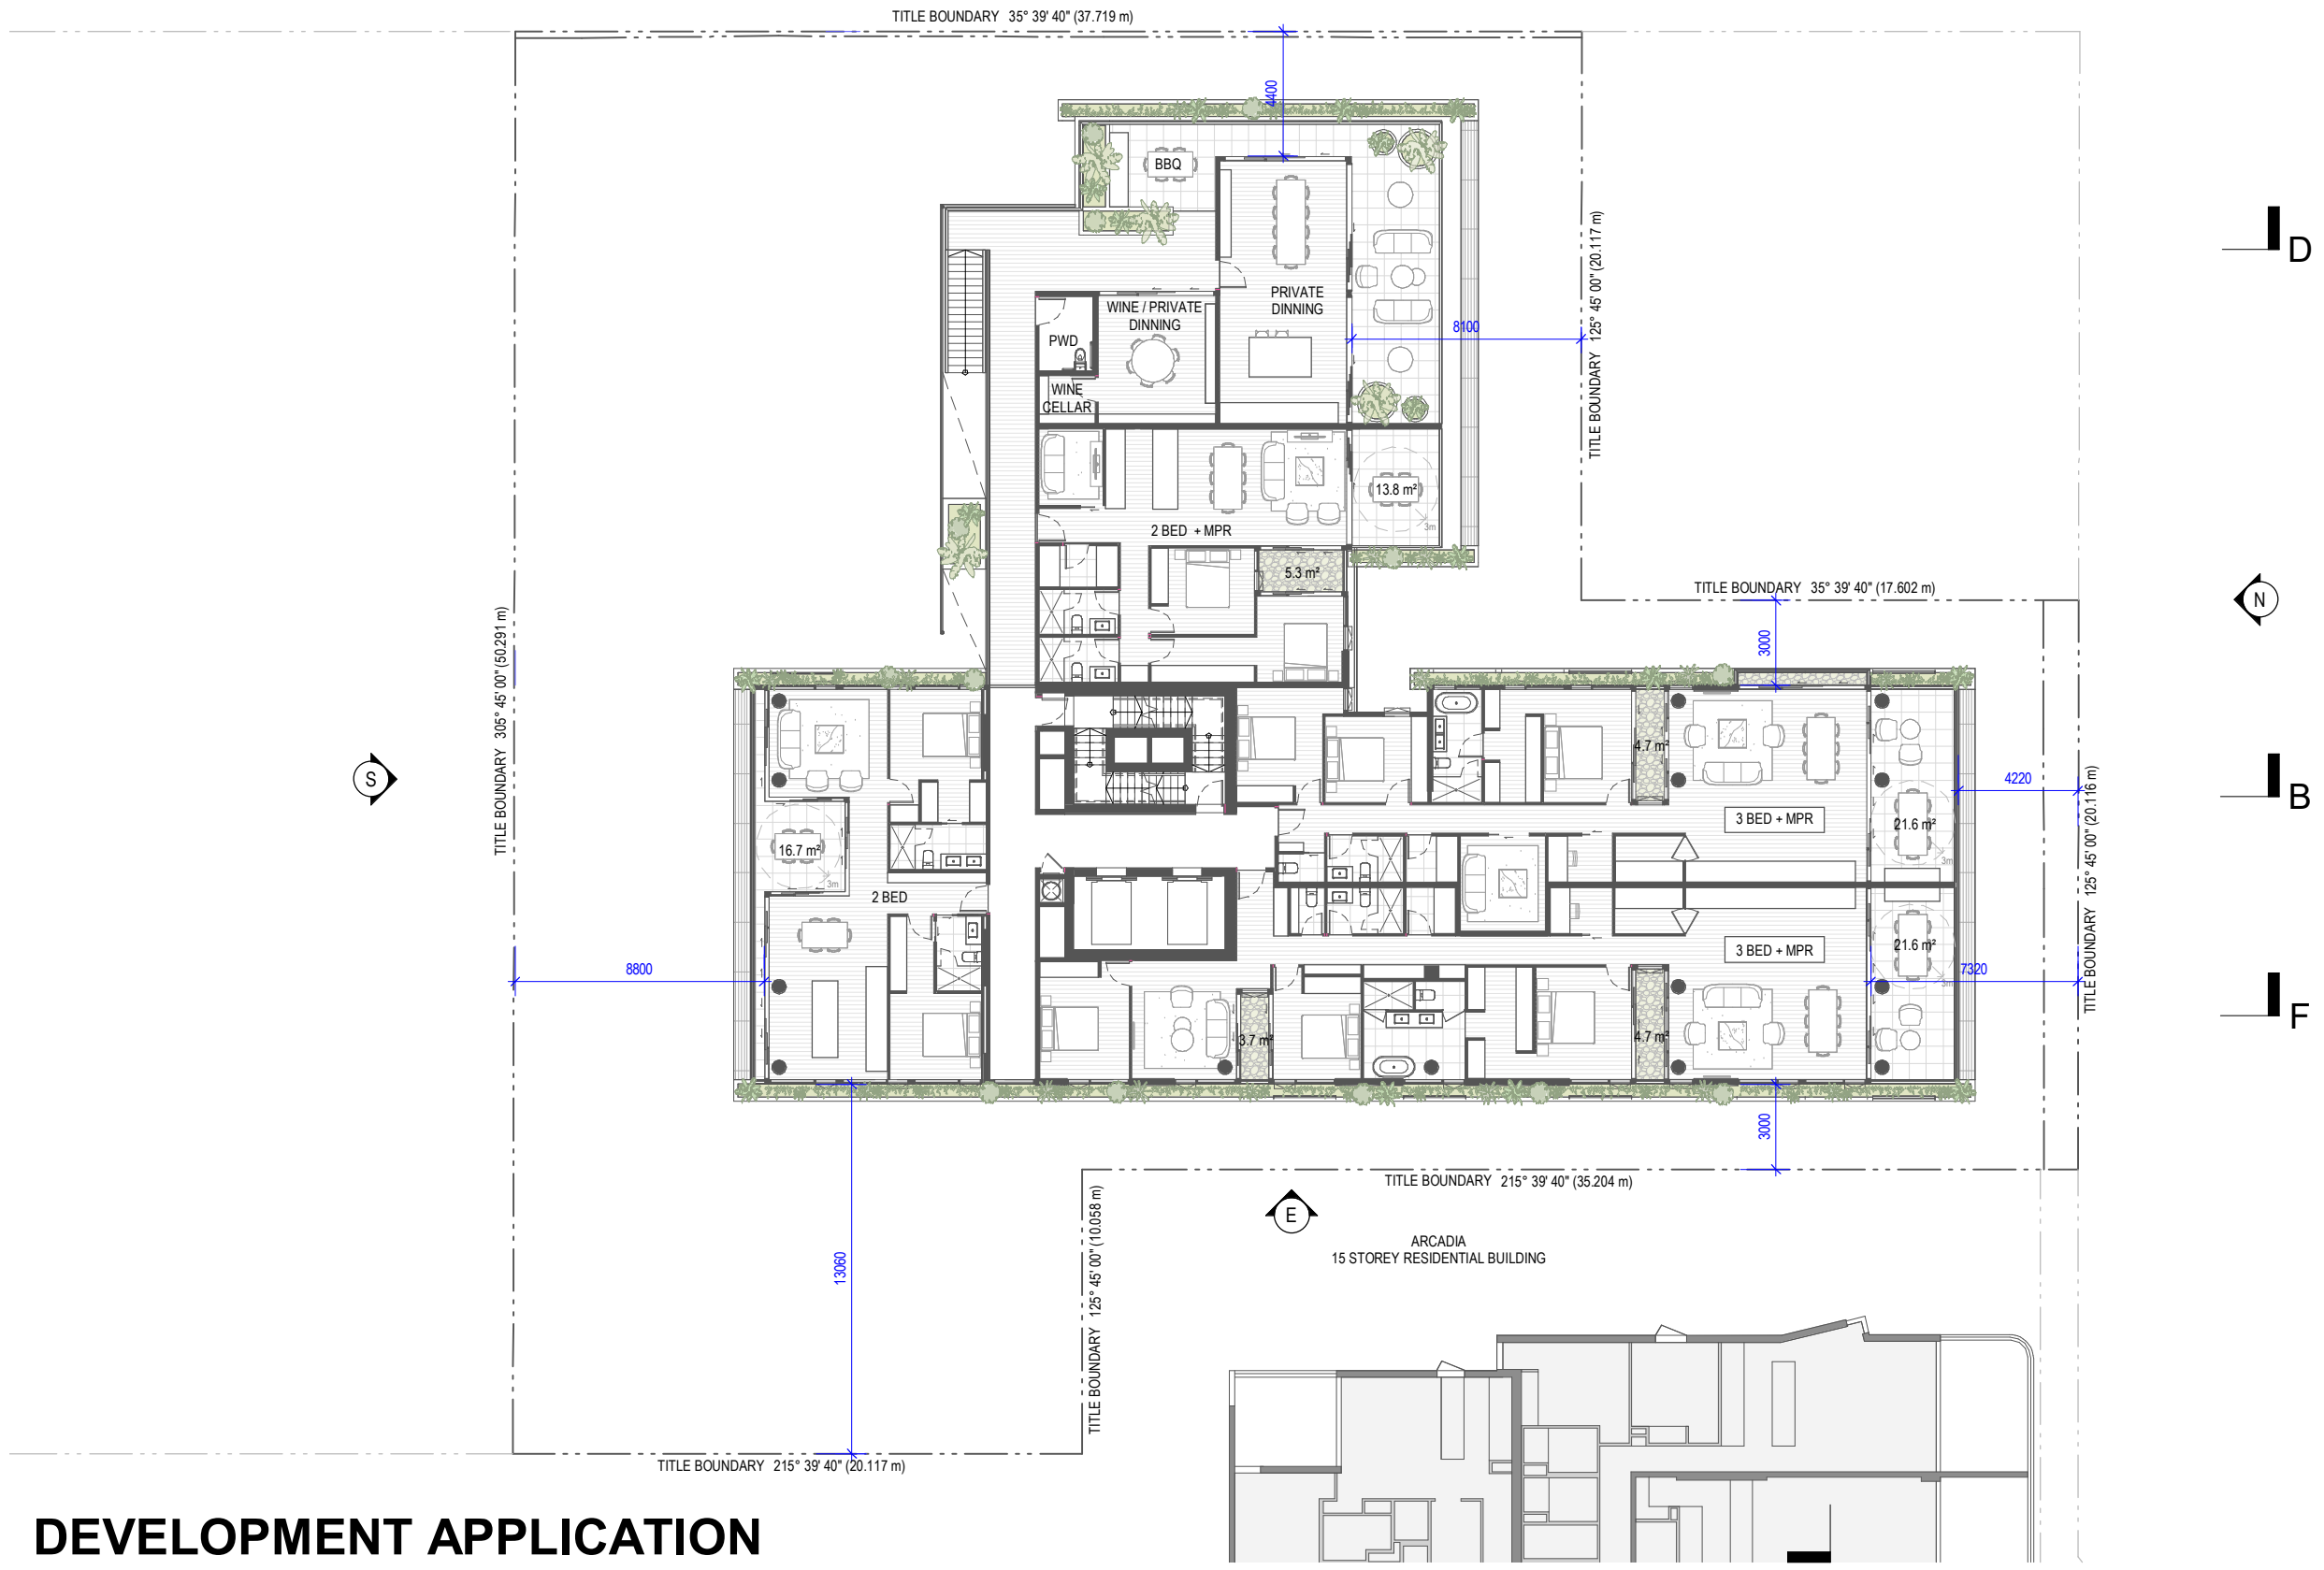 TITLE BOUNDARY 35° 39' 40" (37.719 m)
4400
BBQ
D
TITLE BOUNDARY 125° 45' 00" (20.117 m)
PRIVATE
DINNING
WINE / PRIVATE
DINNING
8100
PWD
WINE
CELLAR
13.8 m²
3m
2 BED + MPR
5.3 m²
TITLE BOUNDARY 35° 39' 40" (17.602 m)
N
3000
TITLE BOUNDARY 305° 45' 00" (50.291 m)
S
4.7 m²
4220
B
TITLE BOUNDARY 125° 45' 00" (20.116 m)
3 BED + MPR
21.6 m²
3m
16.7 m²
3m
2 BED
3 BED + MPR
21.6 m²
8800
7320
3m
F
3.7 m²
4.7 m²
3000
TITLE BOUNDARY 215° 39' 40" (35.204 m)
TITLE BOUNDARY 125° 45' 00" (10.058 m)
E
ARCADIA
15 STOREY RESIDENTIAL BUILDING
13060
TITLE BOUNDARY 215° 39' 40" (20.117 m)
DEVELOPMENT APPLICATION